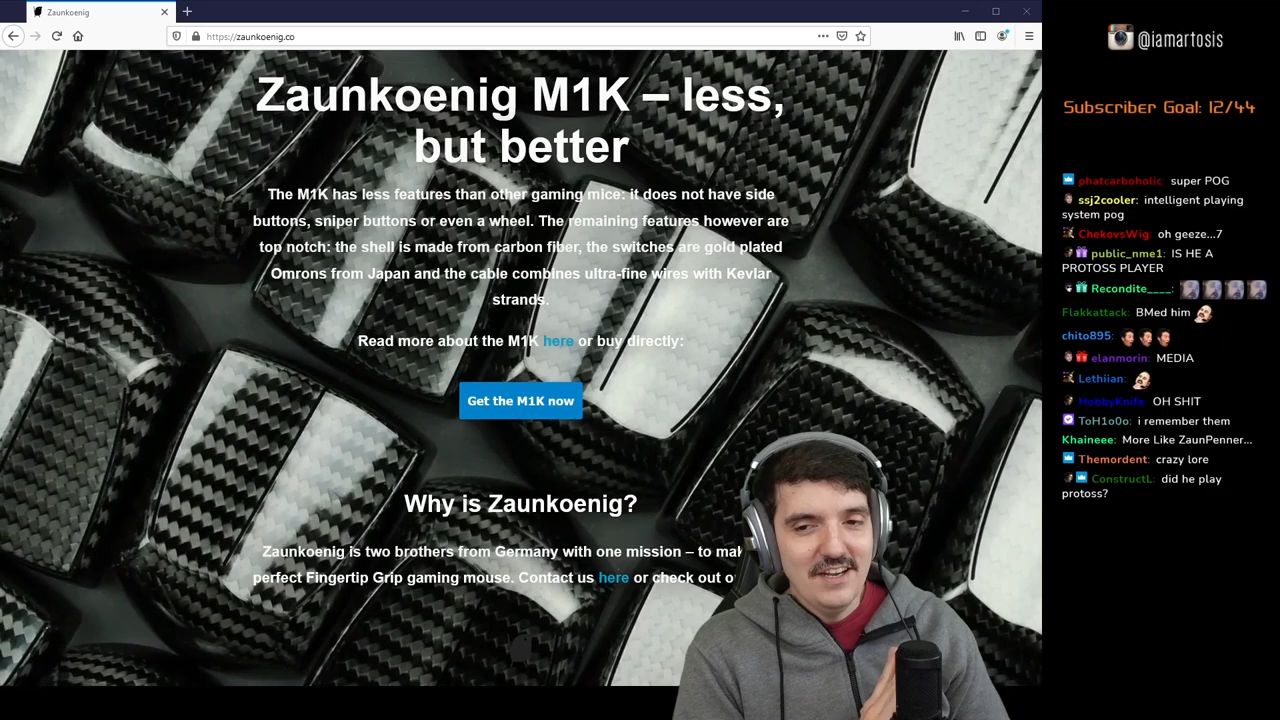 Zaunkoenig
https://zaunkoenig.co
Zaunkoenig M1K – less,
but better
The M1K has less features than other gaming mice: it does not have side
buttons, sniper buttons or even a wheel. The remaining features however are
top notch: the shell is made from carbon fiber, the switches are gold plated
Omrons from Japan and the cable combines ultra-fine wires with Kevlar
strands.
Read more about the M1K here or buy directly:
Get the M1K now
Why is Zaunkoenig?
Zaunkoenig is two brothers from Germany with one mission – to
perfect Fingertip Grip gaming mouse. Contact us here or check out
@iamartosis
Subscriber Goal: 12/44
phatcarboholic: super POG
ssj2cooler: intelligent playing
system pog
ChekovsWig: oh geeze...7
public_nme1: IS HE A
PROTOSS PLAYER
Recondite____:
Flakkattack: BMed him
chito895:
elanmorin: MEDIA
Lethiian:
HobbyKnife: OH SHIT
ToH1o0o: i remember them
Khaineee: More Like ZaunPenner...
Themordent: crazy lore
ConstructL: did he play
protoss?